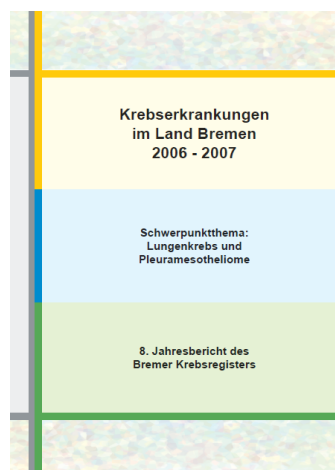 Krebserkrankungen
im Land Bremen
2006 - 2007
Schwerpunktthema:
Lungenkrebs und
Pleuramesotheliome
8. Jahresbericht des
Bremer Krebsregisters